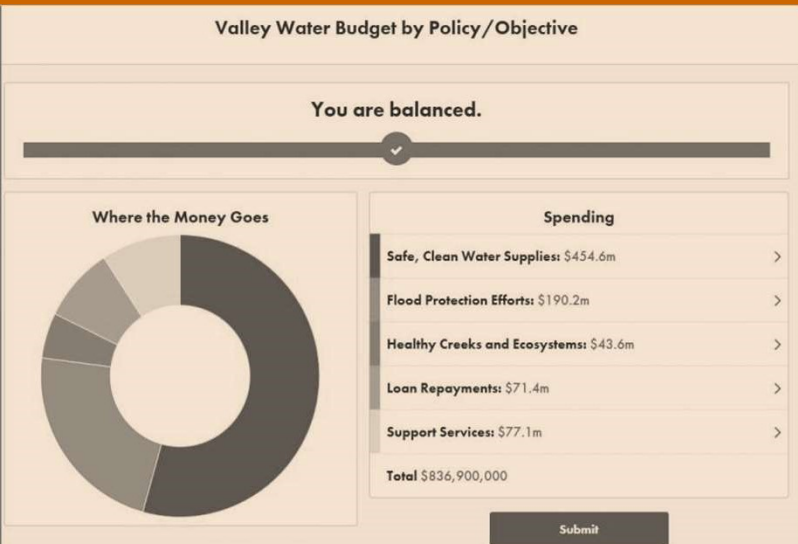 Valley Water Budget by Policy/Objective
You are balanced.
Where the Money Goes
Spending
Safe, Clean Water Supplies: $454.6m
Flood Protection Efforts: $190.2m
Healthy Creeks and Ecosystems: $43.6m
Loan Repayments: $71.4m
Support Services: $77.1m
Total $836,900,000
Submit